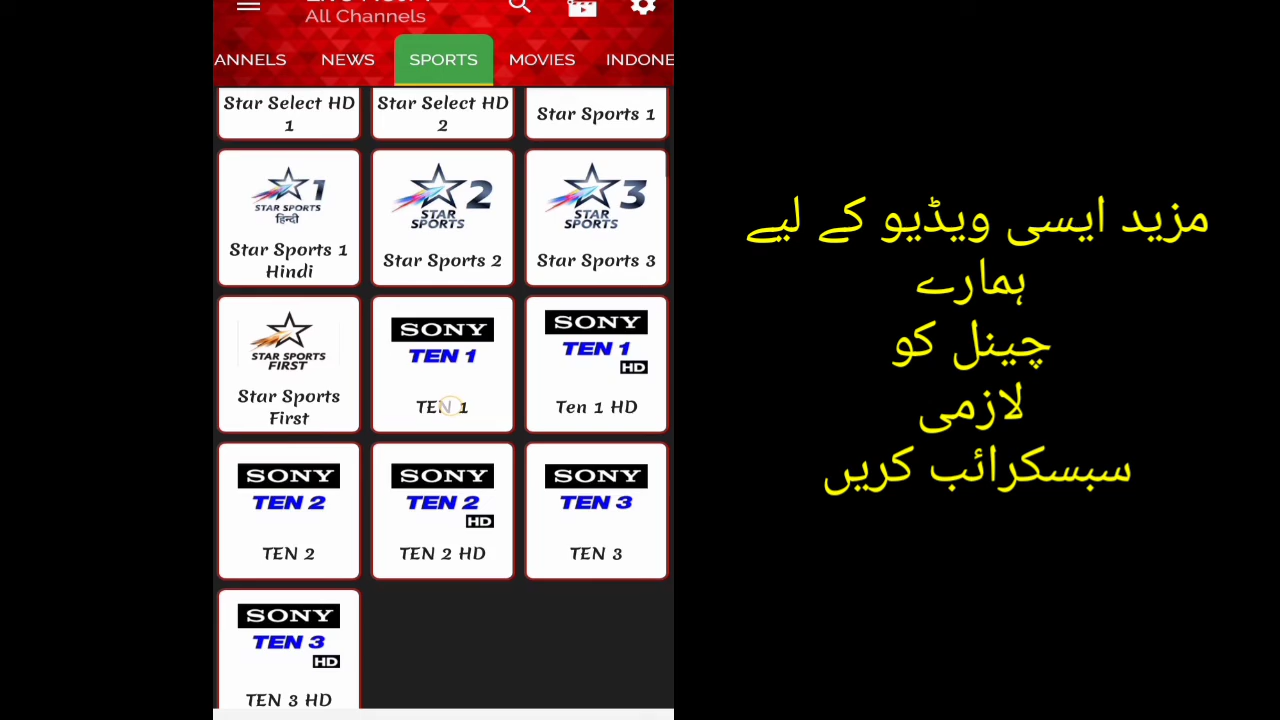 All Channels
ANNELS NEWS SPORTS MOVIES INDONE
Star Select HD 1
Star Select HD 2
Star Sports 1
1
STAR SPORTS
हिन्दी
Star Sports 1
Hindi
2
STAR
SPORTS
Star Sports 2
3
STAR
SPORTS
Star Sports 3
STAR SPORTS
FIRST
Star Sports
First
SONY
TEN 1
TEN 1
SONY
TEN 1
HD
Ten 1 HD
SONY
TEN 2
TEN 2
SONY
TEN 2
HD
TEN 2 HD
SONY
TEN 3
TEN 3
SONY
TEN 3
HD
TEN 3 HD
مزید ایسی ویڈیو کے لیے
ہمارے
چینل کو
لازمی
سبسکرائب کریں